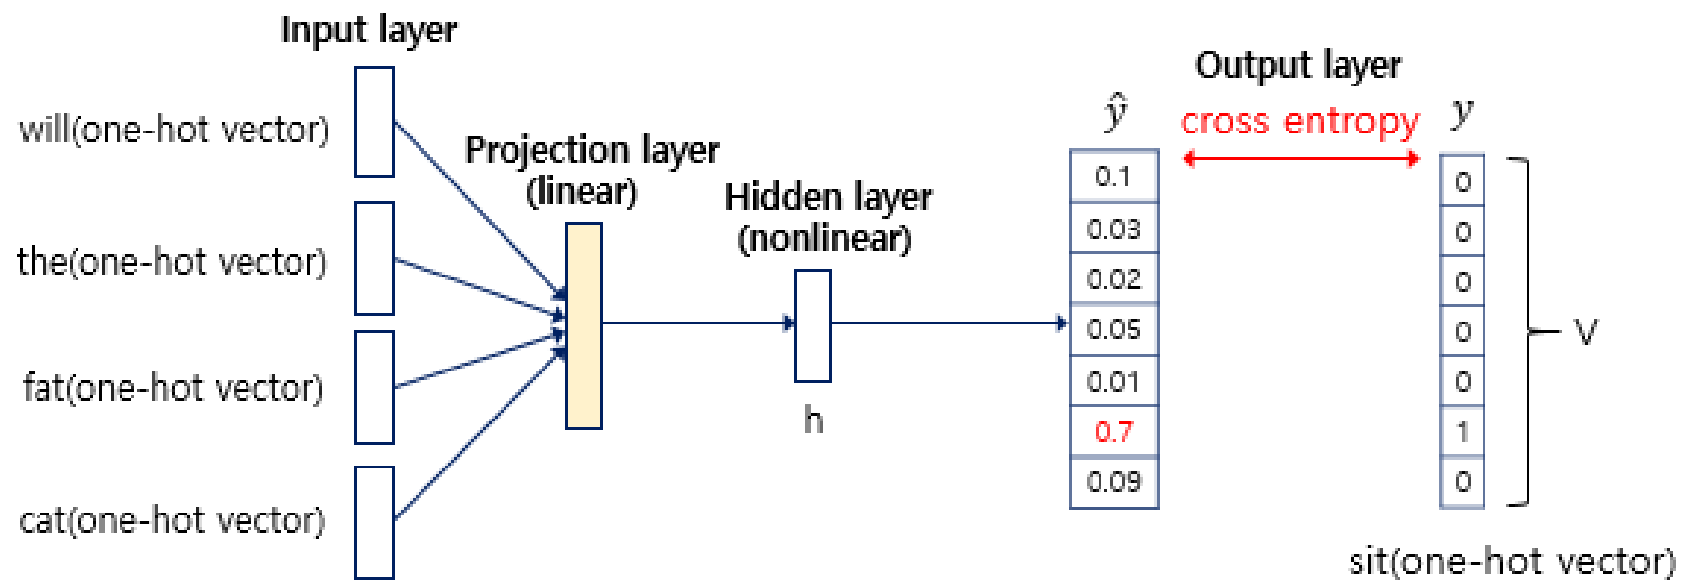 Input layer
will(one-hot vector)
the(one-hot vector)
fat(one-hot vector)
cat(one-hot vector)
Projection layer
(linear)
Hidden layer
(nonlinear)
h
Output layer
ŷ
cross entropy
y
0.1
0.03
0.02
0.05
0.01
0.7
0.09
0
0
0
0
0
1
0
V
sit(one-hot vector)